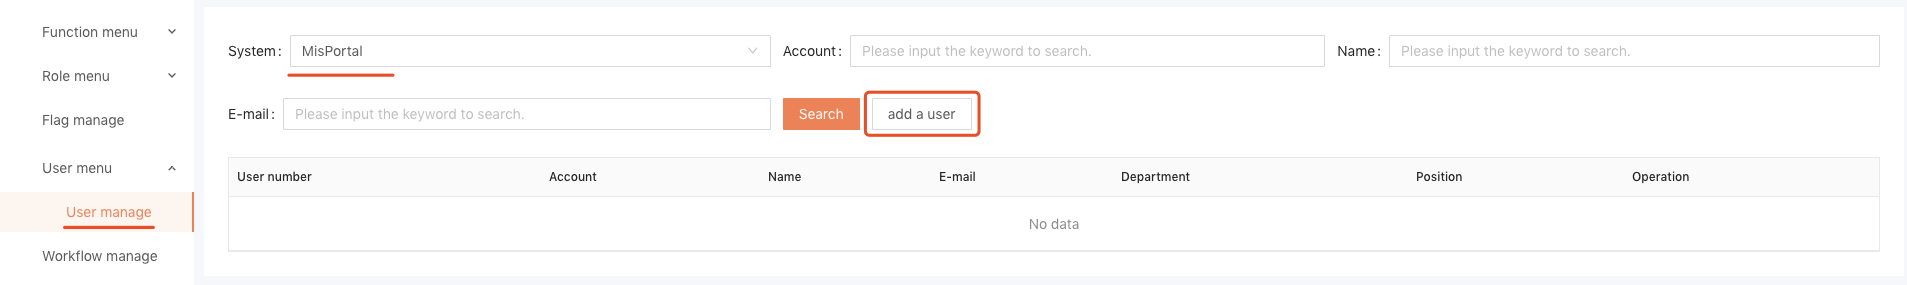 Function menu
Role menu
Flag manage
User menu
User manage
Workflow manage
System: MisPortal Account: Please input the keyword to search. Name: Please input the keyword to search.
E-mail: Please input the keyword to search. Search add a user
User number Account Name E-mail Department Position Operation
No data